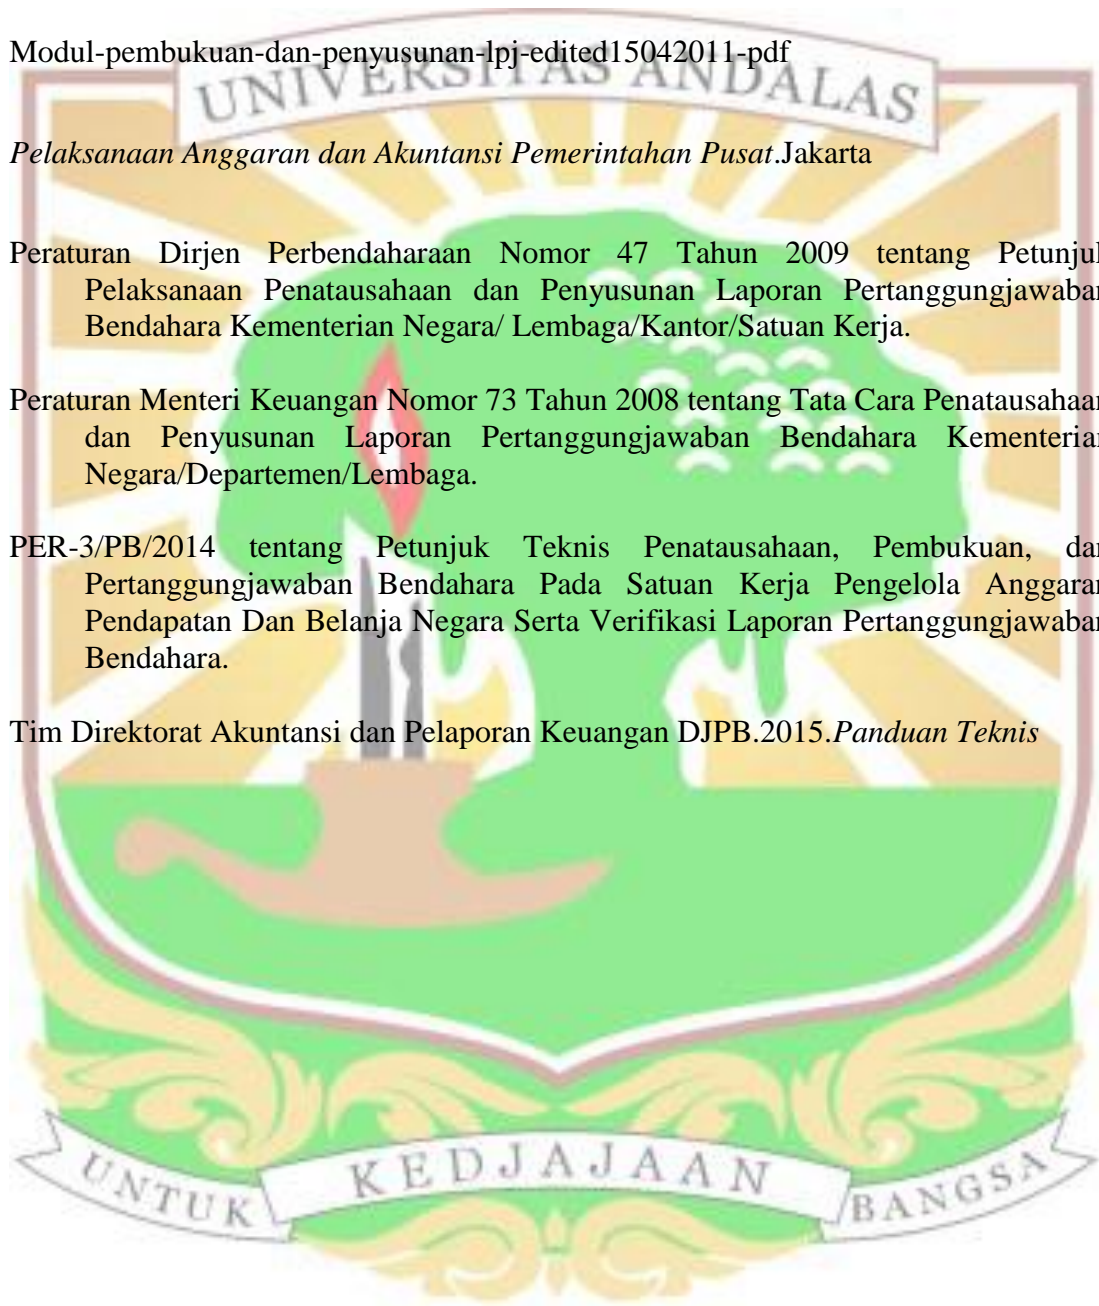 Modul-pembukuan-dan-penyusunan-lpj-edited15042011-pdf
UNIVERSITAS ANDALAS
Pelaksanaan Anggaran dan Akuntansi Pemerintahan Pusat.Jakarta
Peraturan Dirjen Perbendaharaan Nomor 47 Tahun 2009 tentang Petunjuk
Pelaksanaan Penatausahaan dan Penyusunan Laporan Pertanggungjawaban
Bendahara Kementerian Negara/ Lembaga/Kantor/Satuan Kerja.
Peraturan Menteri Keuangan Nomor 73 Tahun 2008 tentang Tata Cara Penatausahaan
dan Penyusunan Laporan Pertanggungjawaban Bendahara Kementerian
Negara/Departemen/Lembaga.
PER-3/PB/2014 tentang Petunjuk Teknis Penatausahaan, Pembukuan, dan
Pertanggungjawaban Bendahara Pada Satuan Kerja Pengelola Anggaran
Pendapatan Dan Belanja Negara Serta Verifikasi Laporan Pertanggungjawaban
Bendahara.
Tim Direktorat Akuntansi dan Pelaporan Keuangan DJPB.2015.Panduan Teknis
UNTUK KEDJAJAAN BANGSA